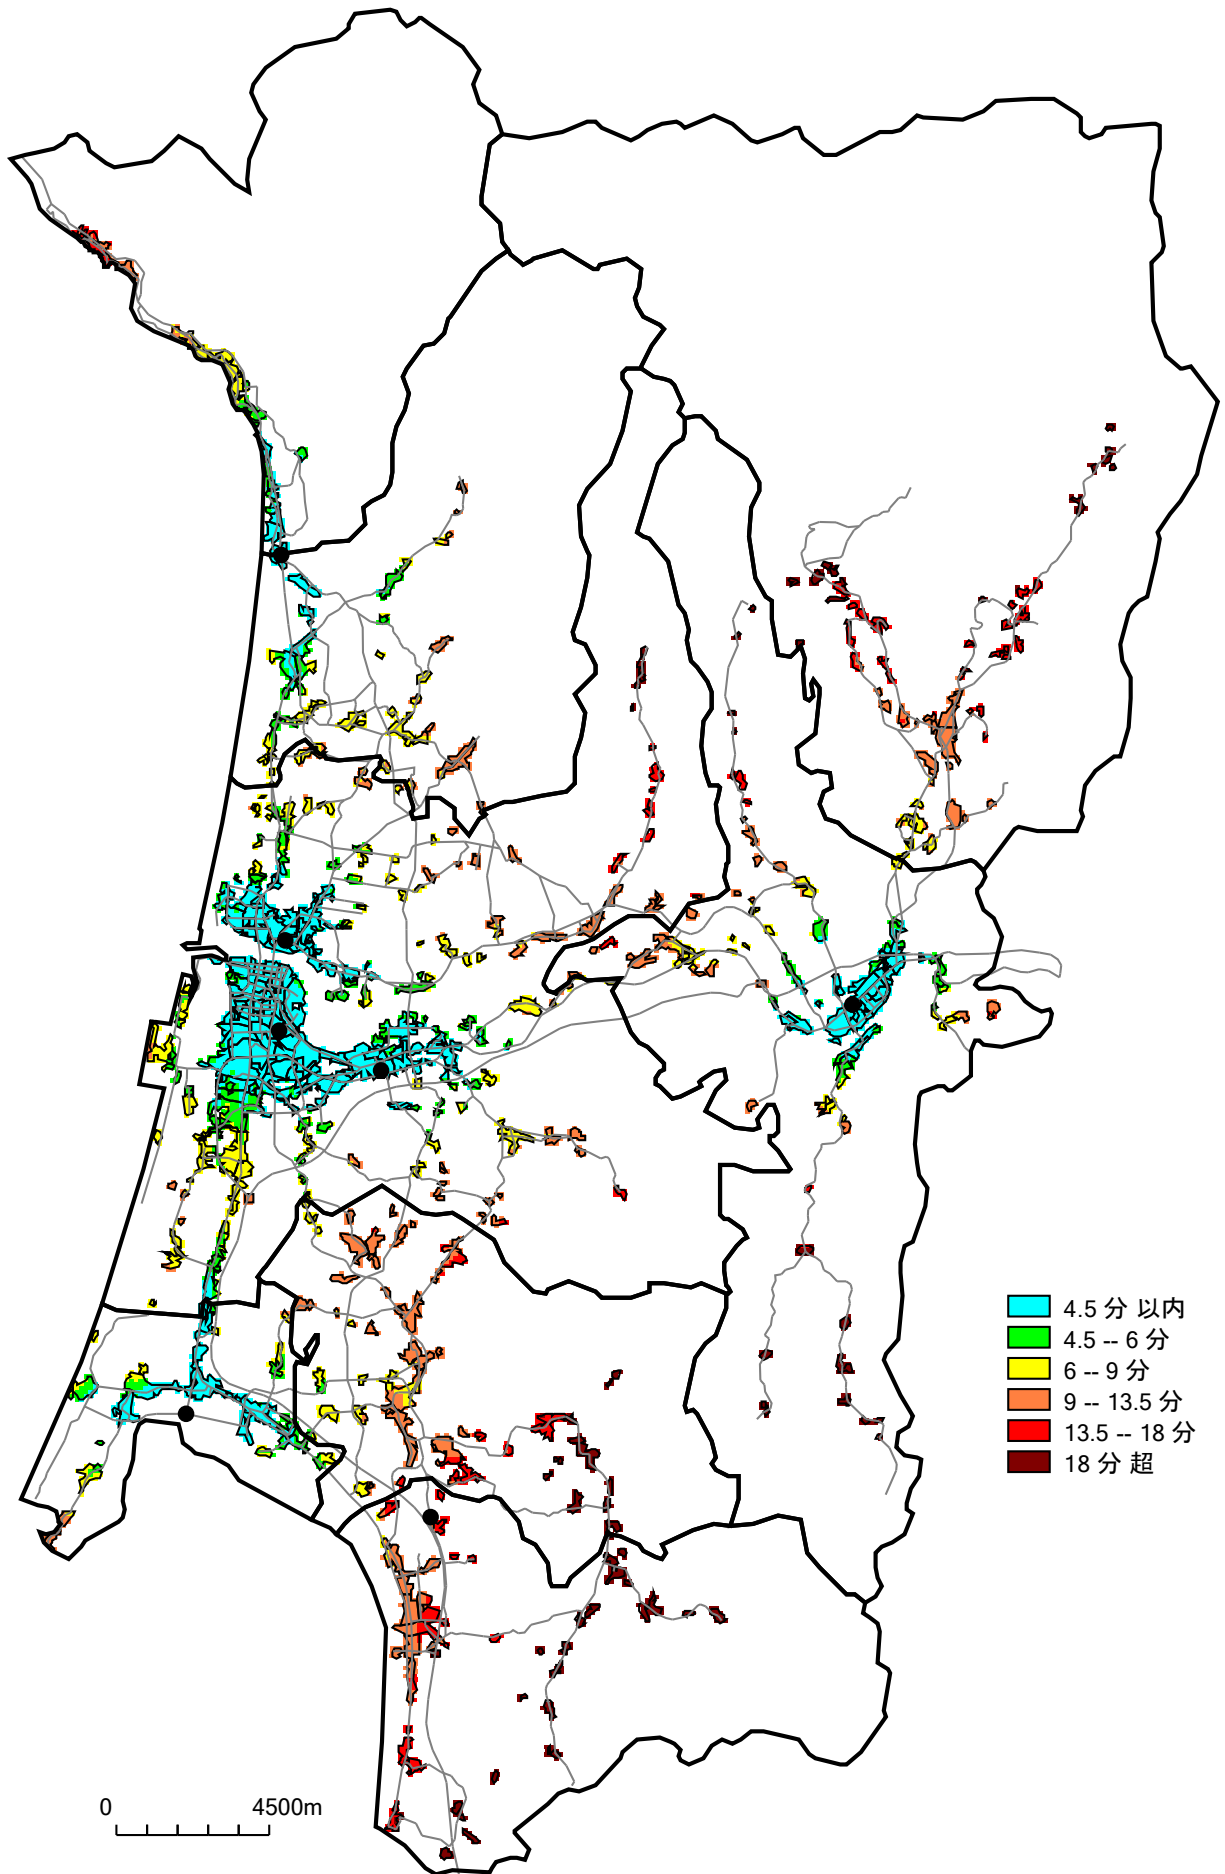 4.5 分 以内
4.5 -- 6 分
6 -- 9 分
9 -- 13.5 分
13.5 -- 18 分
18 分 超
0 4500m